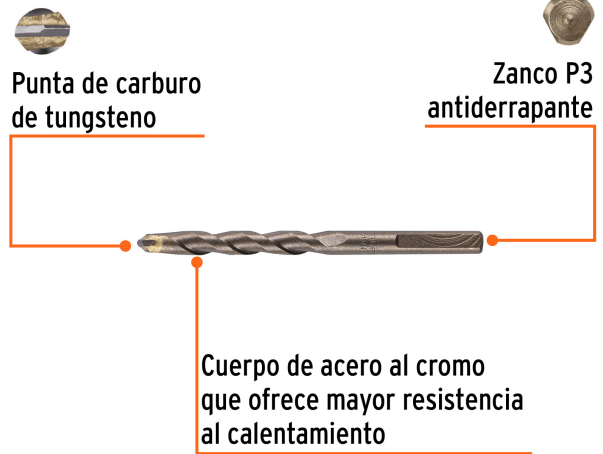 Punta de carburo
de tungsteno
Zanco P3
antiderrapante
Cuerpo de acero al cromo
que ofrece mayor resistencia
al calentamiento